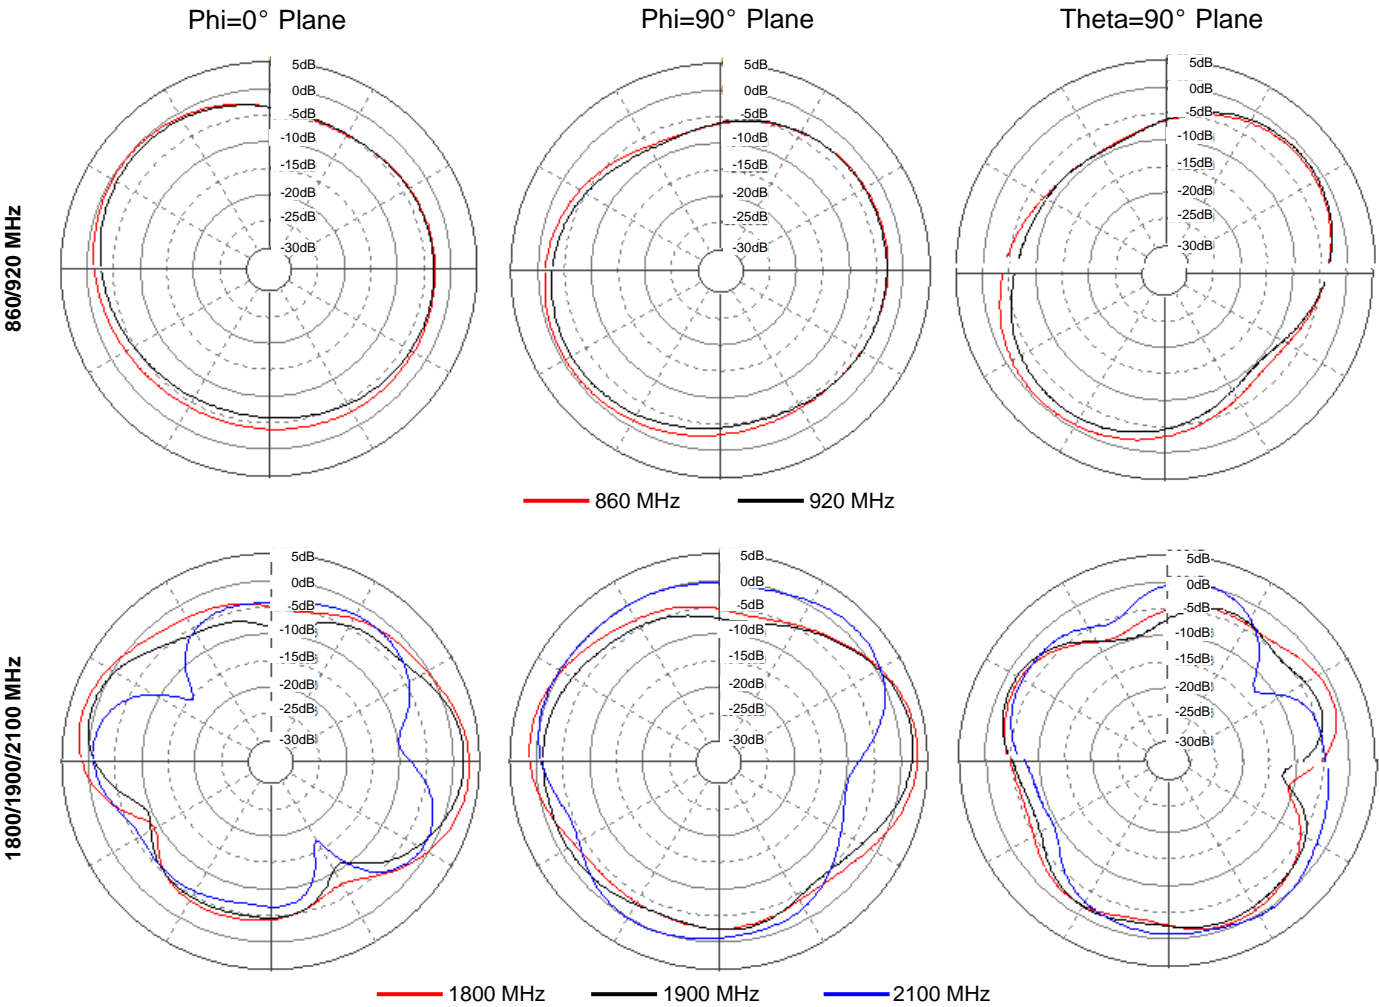 Phi=0° Plane
Phi=90° Plane
Theta=90° Plane
860/920 MHz
5dB
0dB
-5dB
-10dB
-15dB
-20dB
-25dB
-30dB
5dB
0dB
-5dB
-10dB
-15dB
-20dB
-25dB
-30dB
5dB
0dB
-5dB
-10dB
-15dB
-20dB
-25dB
-30dB
860 MHz
920 MHz
1800/1900/2100 MHz
5dB
0dB
-5dB
-10dB
-15dB
-20dB
-25dB
-30dB
5dB
0dB
-5dB
-10dB
-15dB
-20dB
-25dB
-30dB
5dB
0dB
-5dB
-10dB
-15dB
-20dB
-25dB
-30dB
1800 MHz
1900 MHz
2100 MHz